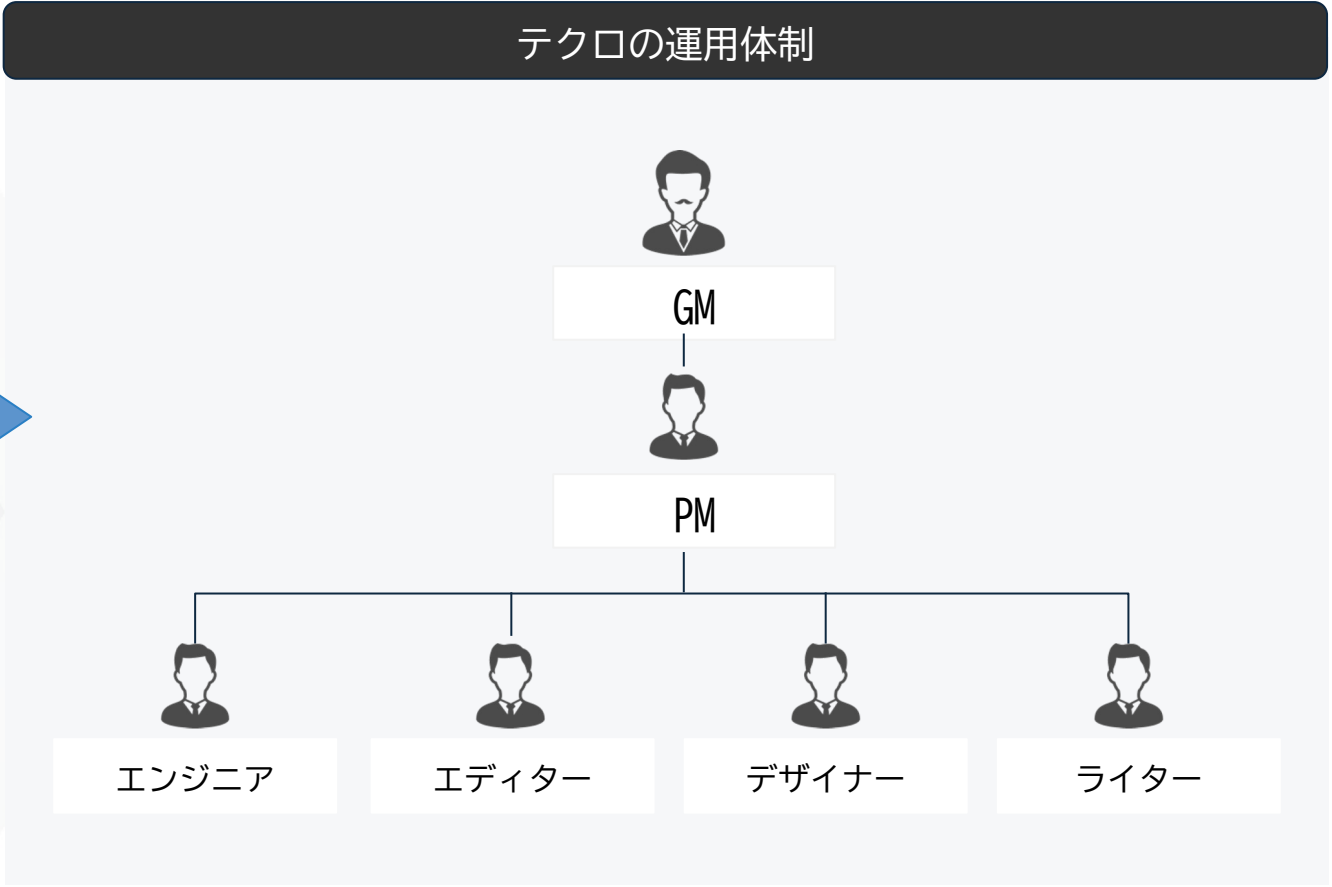 テクロの運用体制
GM
PM
エンジニア
エディター
デザイナー
ライター